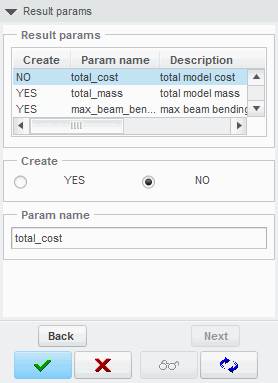 Result params
Result params
Create Param name Description
NO total_cost total model cost
YES total_mass total model mass
YES max_beam_ben... max beam bending
Create
YES NO
Param name
total_cost
Back Next